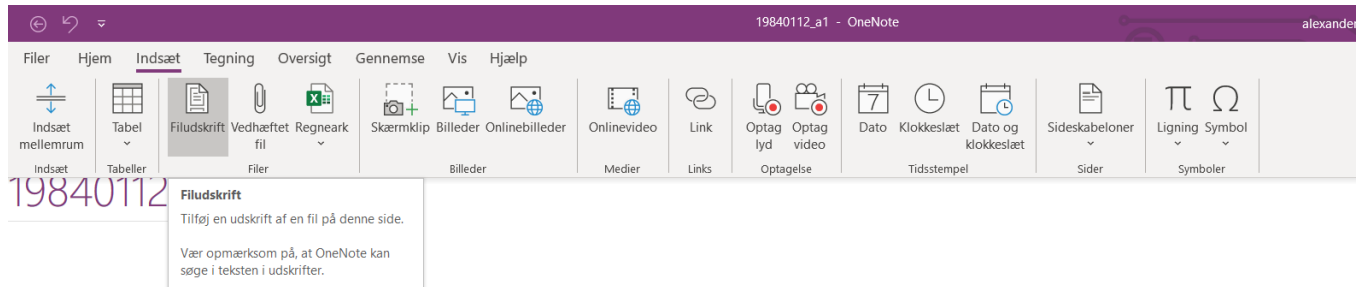 19840112_a1 - OneNote
alexander
Filer Hjem Indsæt Tegning Oversigt Gennemse Vis Hjælp
Indsæt mellemrum
Tabel
Filudskrift
Vedhæftet fil
Regneark
Skærmklip
Billeder
Onlinebilleder
Onlinevideo
Link
Optag lyd
Optag video
Dato
7
Klokkeslæt
Dato og klokkeslæt
Sideskabeloner
π
Ligning
Ω
Symbol
Indsæt Tabeller Filer Billeder Medier Links Optagelse Tidsstempel Sider Symboler
19840112
Filudskrift
Tilføj en udskrift af en fil på denne side.
Vær opmærksom på, at OneNote kan
søge i teksten i udskrifter.